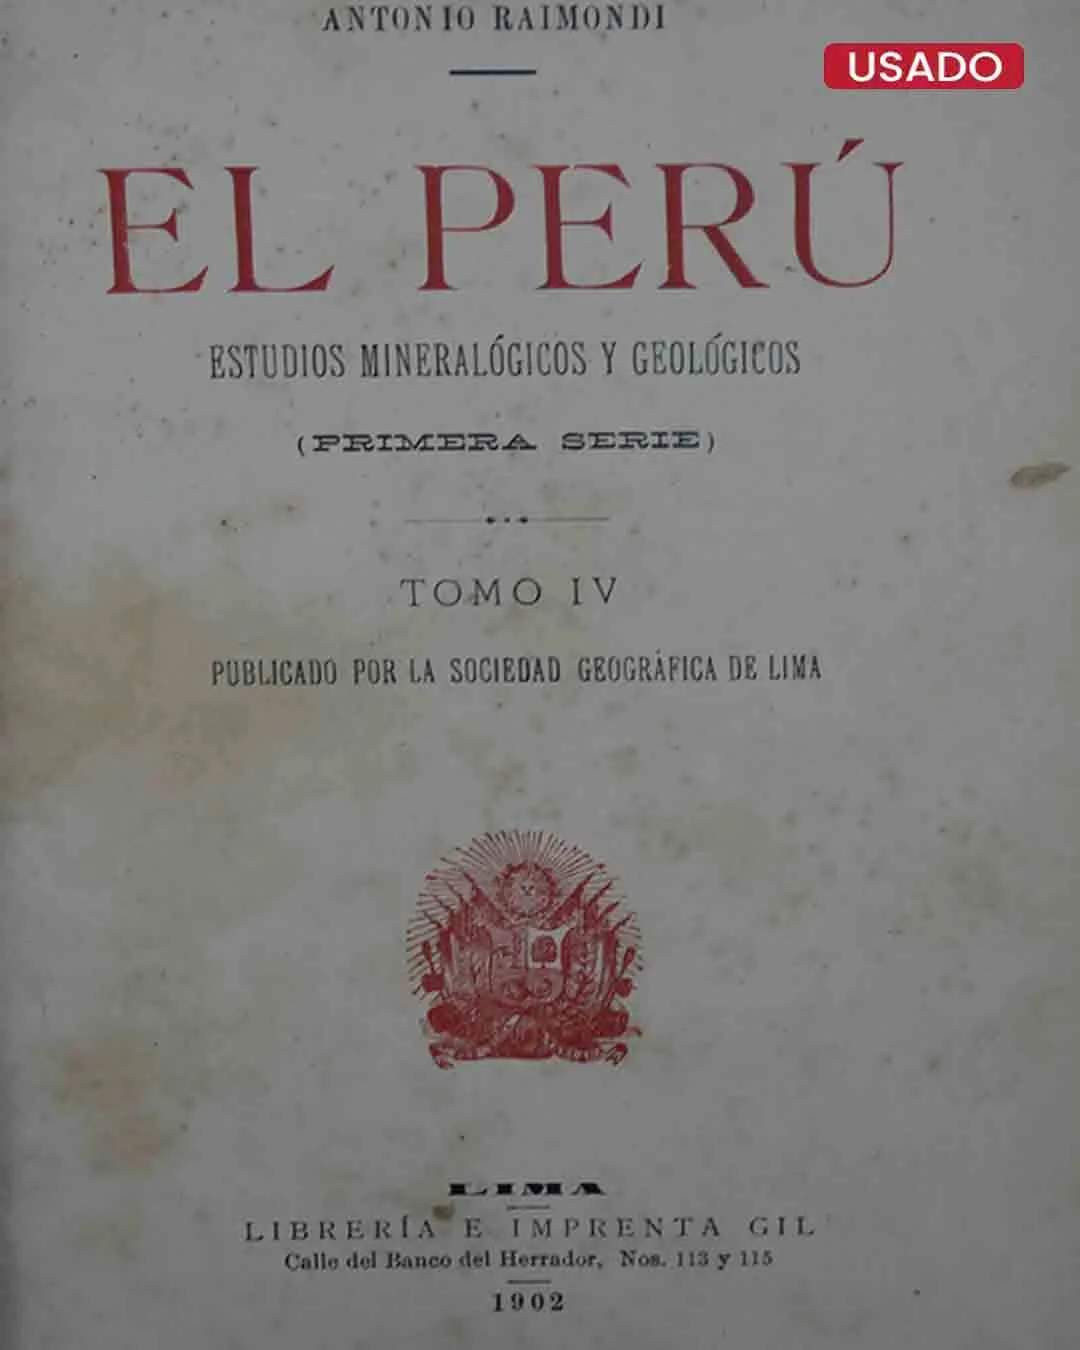 ANTONIO RAIMONDI
USADO
EL PERÚ
ESTUDIOS MINERALÓGICOS Y GEOLÓGICOS
(PRIMERA SERIE)
TOMO IV
PUBLICADO POR LA SOCIEDAD GEOGRÁFICA DE LIMA
LIMA
LIBRERÍA E IMPRENTA GIL
Calle del Banco del Herrador, Nos. 113 y 115
1902